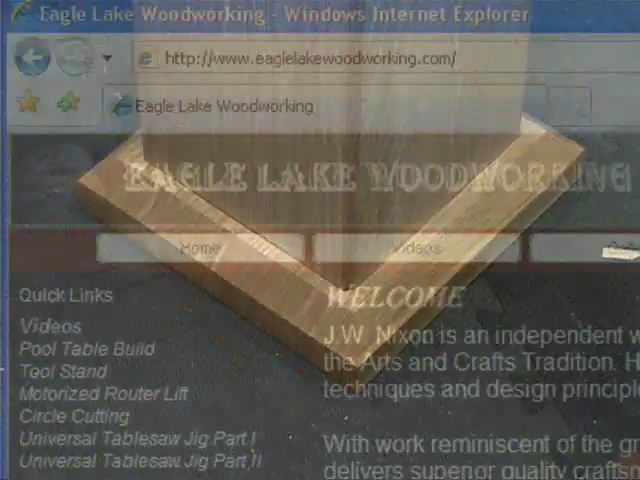 Eagle Lake Woodworking - Windows Internet Explorer
http://www.eaglelakewoodworking.com/
Eagle Lake Woodworking
EAGLE LAKE WOODWORKING
Home Videos
Quick Links
WELCOME
Videos
J.W. Nixon is an independent w
Pool Table Build
the Arts and Crafts Tradition. H
Tool Stand
techniques and design principle
Motorized Router Lift
Circle Cutting
Universal Tablesaw Jig Part I
With work reminiscent of the gr
Universal Tablesaw Jig Part II
delivers superior quality craftsm